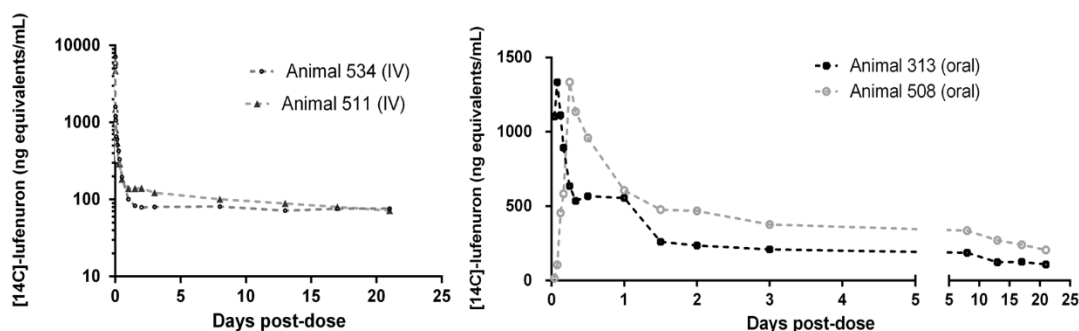 [14C]-lufenuron (ng equivalents/mL)
10000
1000
100
10
0 5 10 15 20 25
Days post-dose
Animal 534 (IV)
Animal 511 (IV)
[14C]-lufenuron (ng equivalents/mL)
1500
1000
500
0
0 1 2 3 4 5 5 10 15 20 25
Days post-dose
Animal 313 (oral)
Animal 508 (oral)